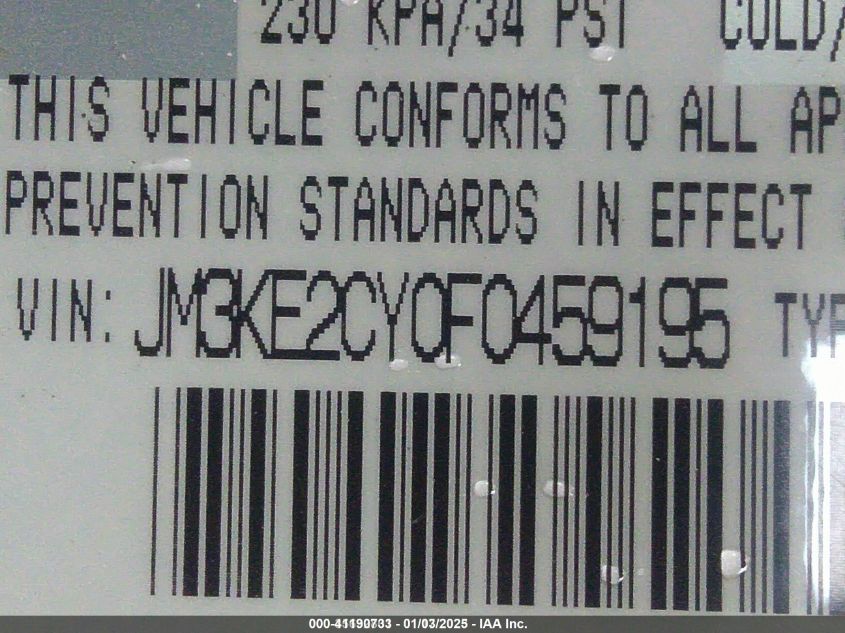 230 KPA/34 PSI COLD/
THIS VEHICLE CONFORMS TO ALL AP
PREVENTION STANDARDS IN EFFECT
VIN: JM3KE2CY0F0459195 TYP
000-41190733 - 01/03/2025 - IAA Inc.